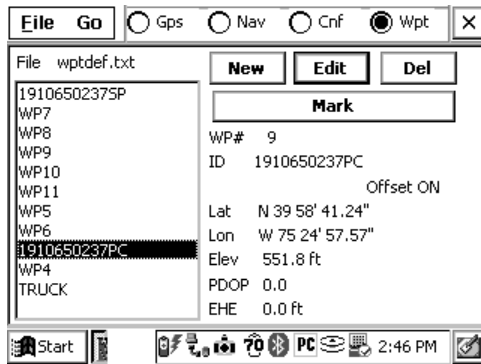 File Go Gps Nav Cnf Wpt ×
File wptdef.txt
New Edit Del
Mark
1910650237SP
WP7
WP8
WP9
WP10
WP11
WP5
WP6
1910650237PC
WP4
TRUCK
WP# 9
ID 1910650237PC
Offset ON
Lat N 39 58' 41.24"
Lon W 75 24' 57.57"
Elev 551.8 ft
PDOP 0.0
EHE 0.0 ft
Start 70 PC 2:46 PM